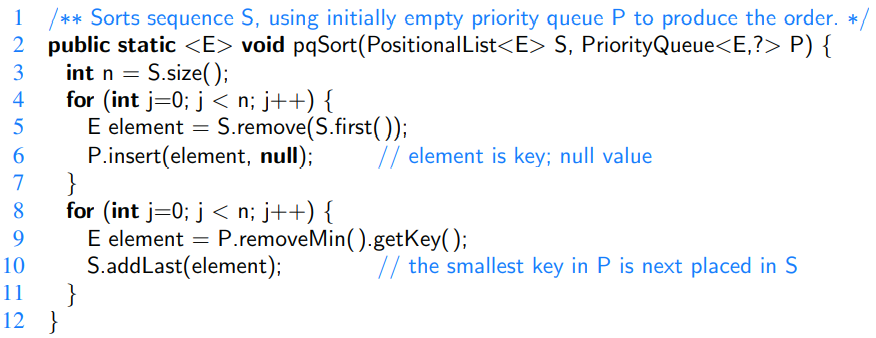 1 /** Sorts sequence S, using initially empty priority queue P to produce the order. */
2 public static <E> void pqSort(PositionalList<E> S, PriorityQueue<E,?> P) {
3 int n = S.size();
4 for (int j=0; j < n; j++) {
5 E element = S.remove(S.first());
6 P.insert(element, null); // element is key; null value
7 }
8 for (int j=0; j < n; j++) {
9 E element = P.removeMin().getKey();
10 S.addLast(element); // the smallest key in P is next placed in S
11 }
12 }